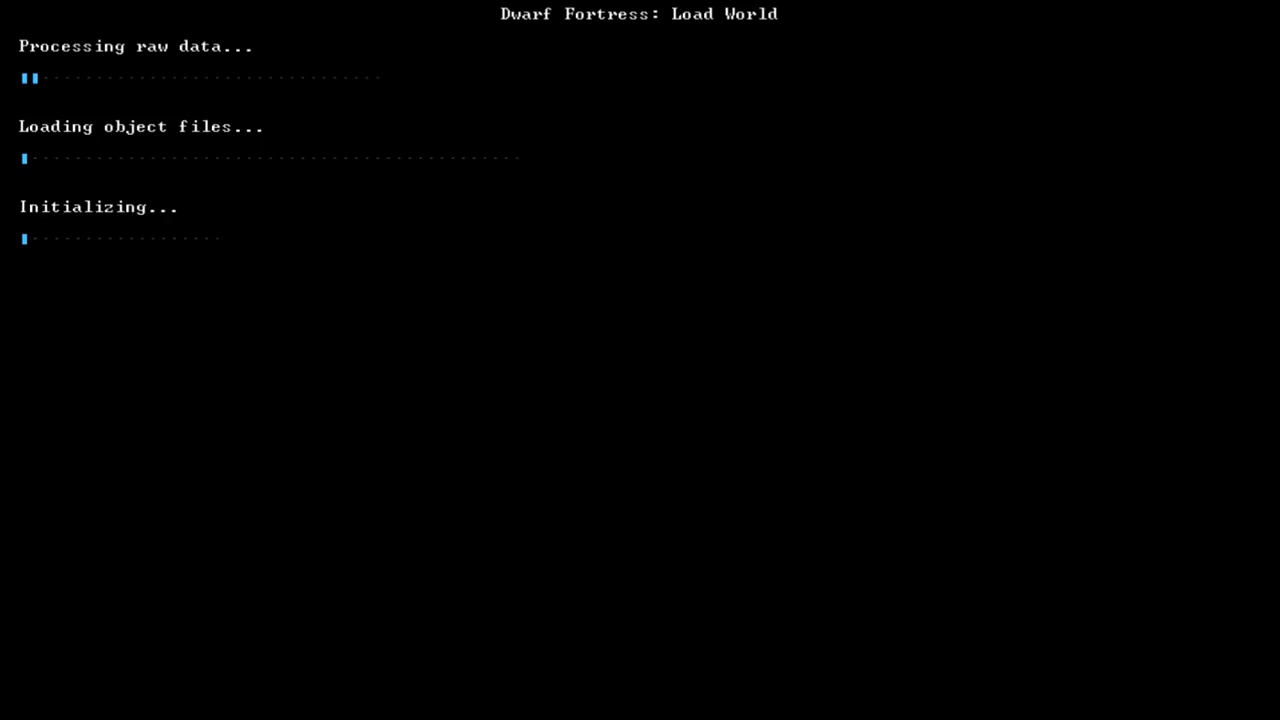 Dwarf Fortress: Load World
Processing raw data...
Loading object files...
Initializing...